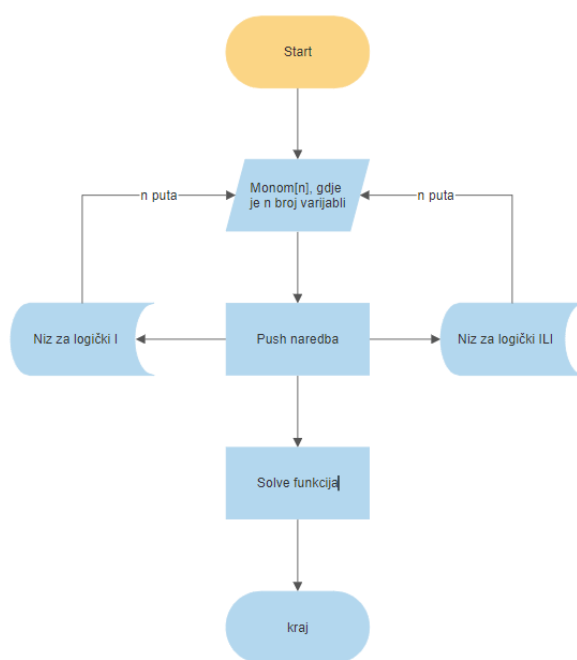 Start
Monom[n], gdje
je n broj varijabli
n puta
n puta
Niz za logički I
Push naredba
Niz za logički ILI
Solve funkcija
kraj